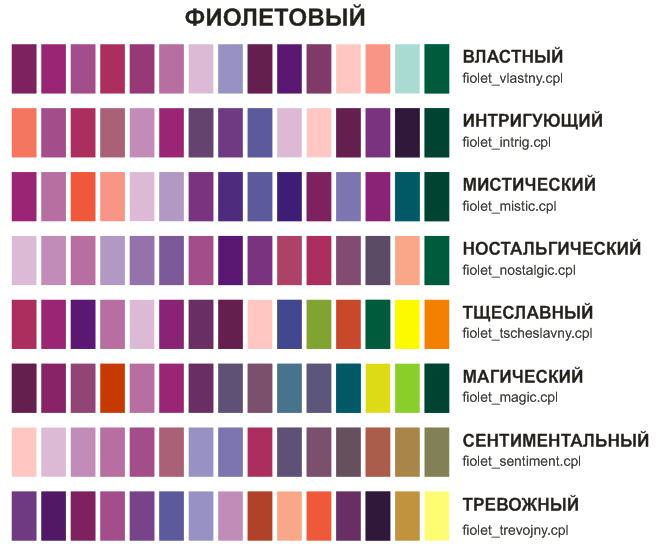 ФИОЛЕТОВЫЙ
ВЛАСТНЫЙ
fiolet_vlastny.cpl
ИНТРИГУЮЩИЙ
fiolet_intrig.cpl
МИСТИЧЕСКИЙ
fiolet_mistic.cpl
НОСТАЛЬГИЧЕСКИЙ
fiolet_nostalgic.cpl
ТЩЕСЛАВНЫЙ
fiolet_tscheslavny.cpl
МАГИЧЕСКИЙ
fiolet_magic.cpl
СЕНТИМЕНТАЛЬНЫЙ
fiolet_sentiment.cpl
ТРЕВОЖНЫЙ
fiolet_trevojny.cpl